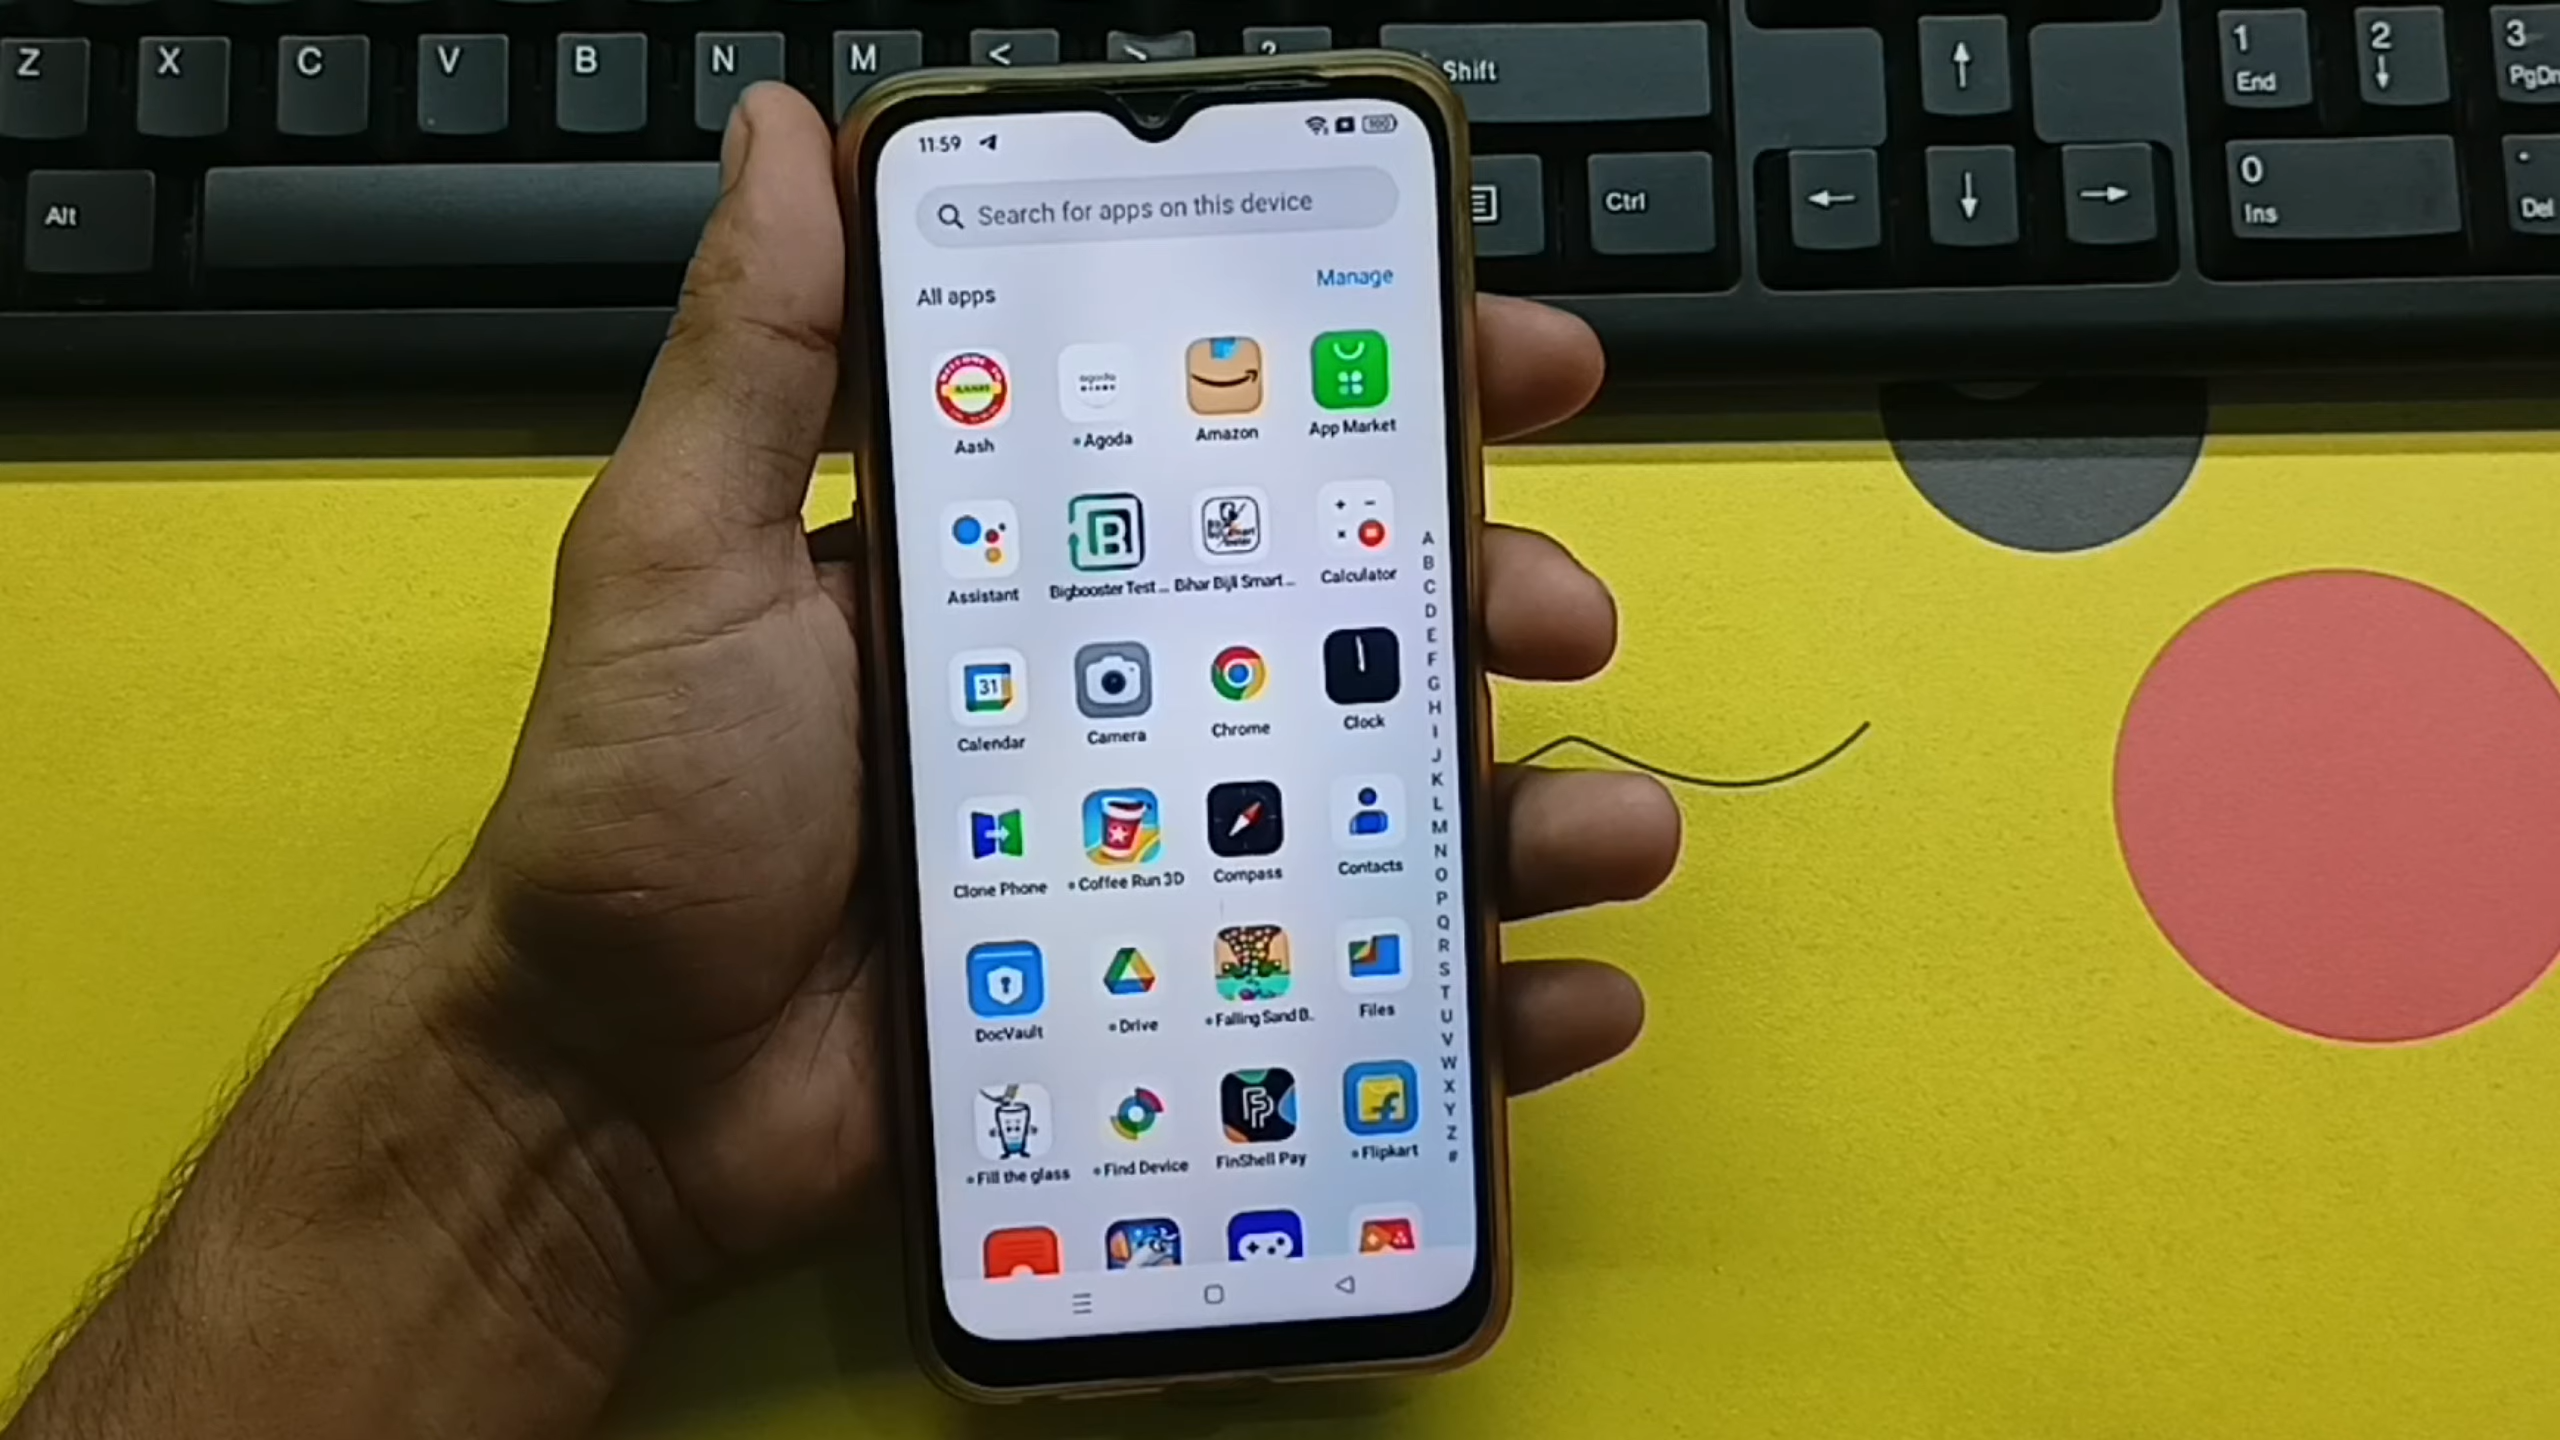 Z X C V B N M < > ? Shift 1 End 2 3 PgDn
Alt Ctrl 0 Ins . Del
11:59 100
Search for apps on this device
All apps Manage
Aash Agoda Amazon App Market
Assistant Bigbooster Test... Bihar Bijli Smart... Calculator
31
Calendar Camera Chrome Clock
Clone Phone Coffee Run 3D Compass Contacts
DocVault Drive Falling Sand B.. Files
Fill the glass Find Device FinShell Pay Flipkart
A
B
C
D
E
F
G
H
I
J
K
L
M
N
O
P
Q
R
S
T
U
V
W
X
Y
Z
#